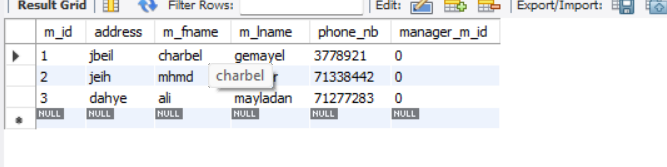 Result Grid Filter Rows: Edit: Export/Import:
m_id address m_fname m_lname phone_nb manager_m_id
1 jbeil charbel gemayel 3778921 0
2 jeih mhmd 71338442 0
charbel
3 dahye ali mayladan 71277283 0
NULL NULL NULL NULL NULL NULL